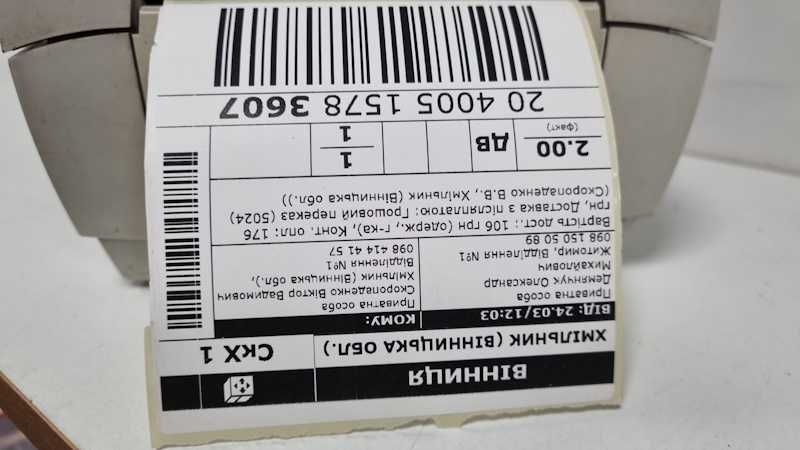 ВІННИЦЯ
ХМІЛЬНИК (ВІННИЦЬКА ОБЛ.)
СкХ 1
ВІД: 24.03/12:03
КОМУ:
Приватна особа
Демянчук Олександр
Михайлович
Житомир, Відділення №1
098 150 50 89
Приватна особа
Скоропаденко Віктор Вадимович
Хмільник (Вінницька обл.),
Відділення №1
098 414 41 57
Вартість дост.: 106 грн (одерж., г-ка), Конт. опл: 176
грн, Доставка з післяплатою: Грошовий переказ (5024)
(Скоропаденко В.В., Хмільник (Вінницька обл.))
2.00
(факт)
ДВ
1
1
20 4005 1578 3607